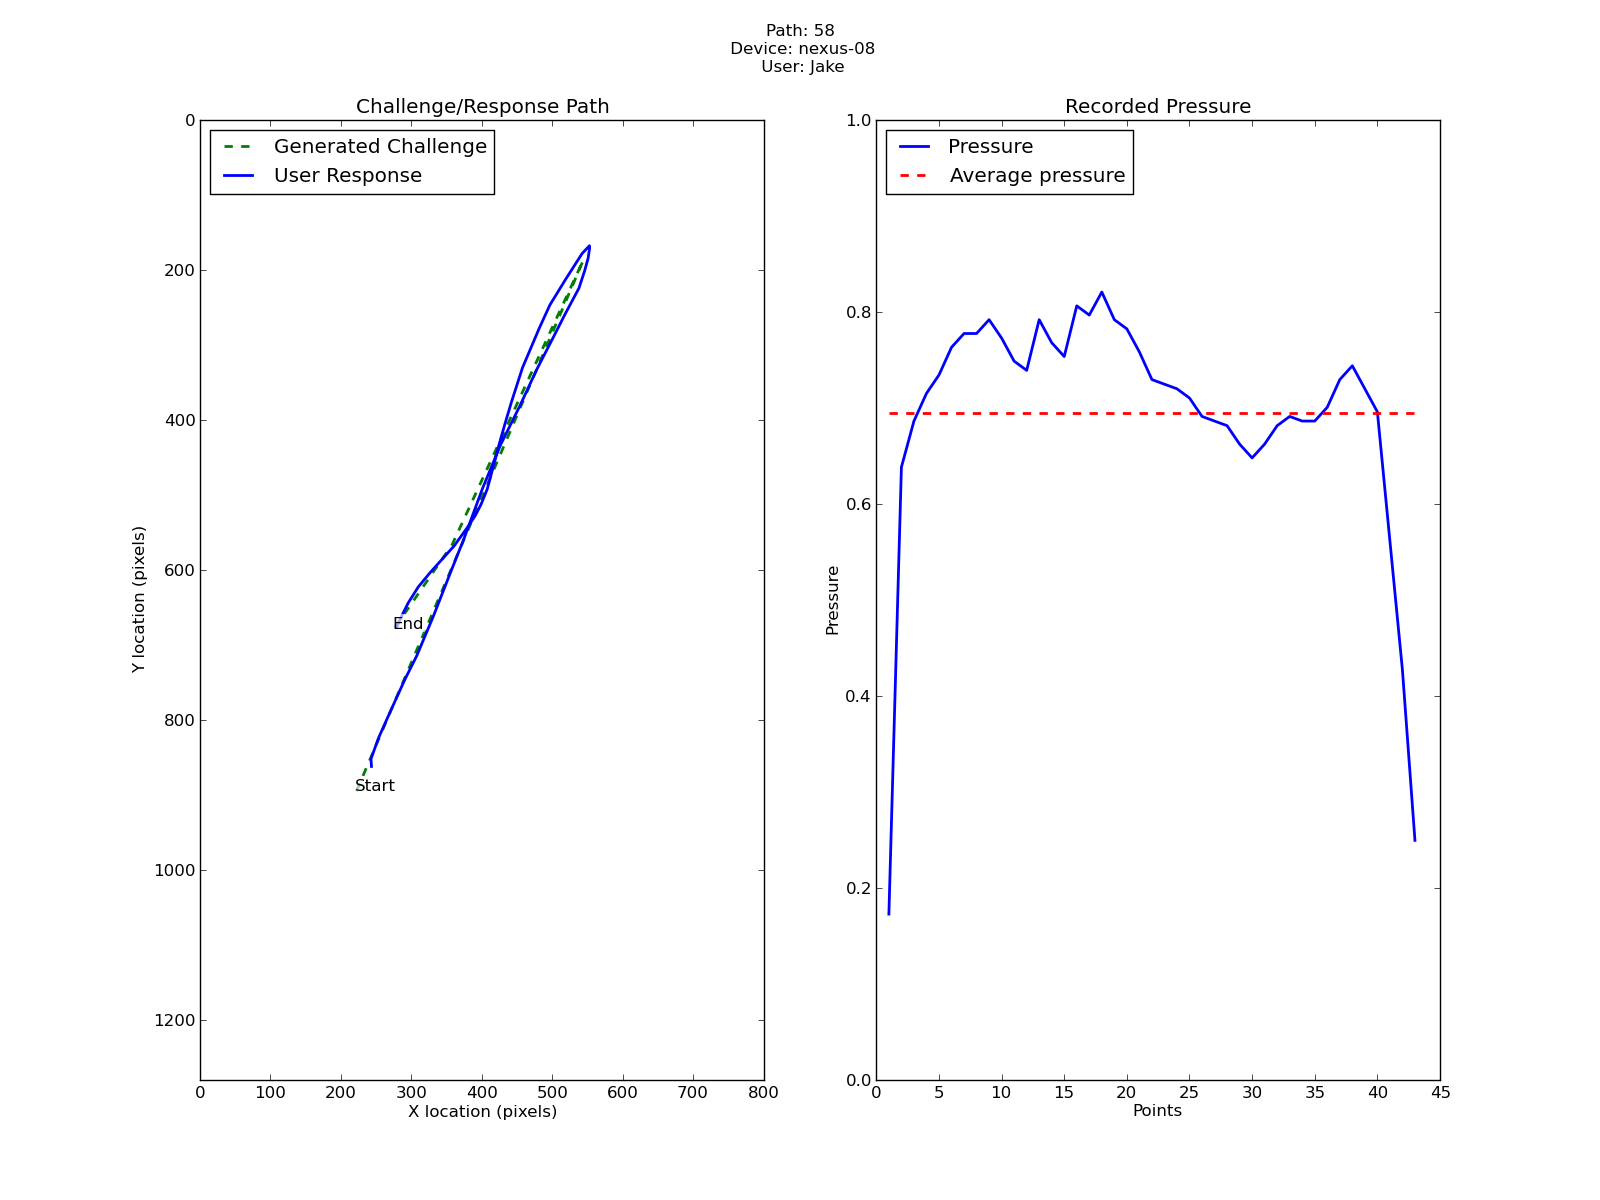 Path: 58
Device: nexus-08
User: Jake
Challenge/Response Path
Generated Challenge
User Response
0
200
400
600
800
1000
1200
Y location (pixels)
End
Start
0 100 200 300 400 500 600 700 800
X location (pixels)
Recorded Pressure
Pressure
Average pressure
1.0
0.8
0.6
0.4
0.2
0.0
Pressure
0 5 10 15 20 25 30 35 40 45
Points